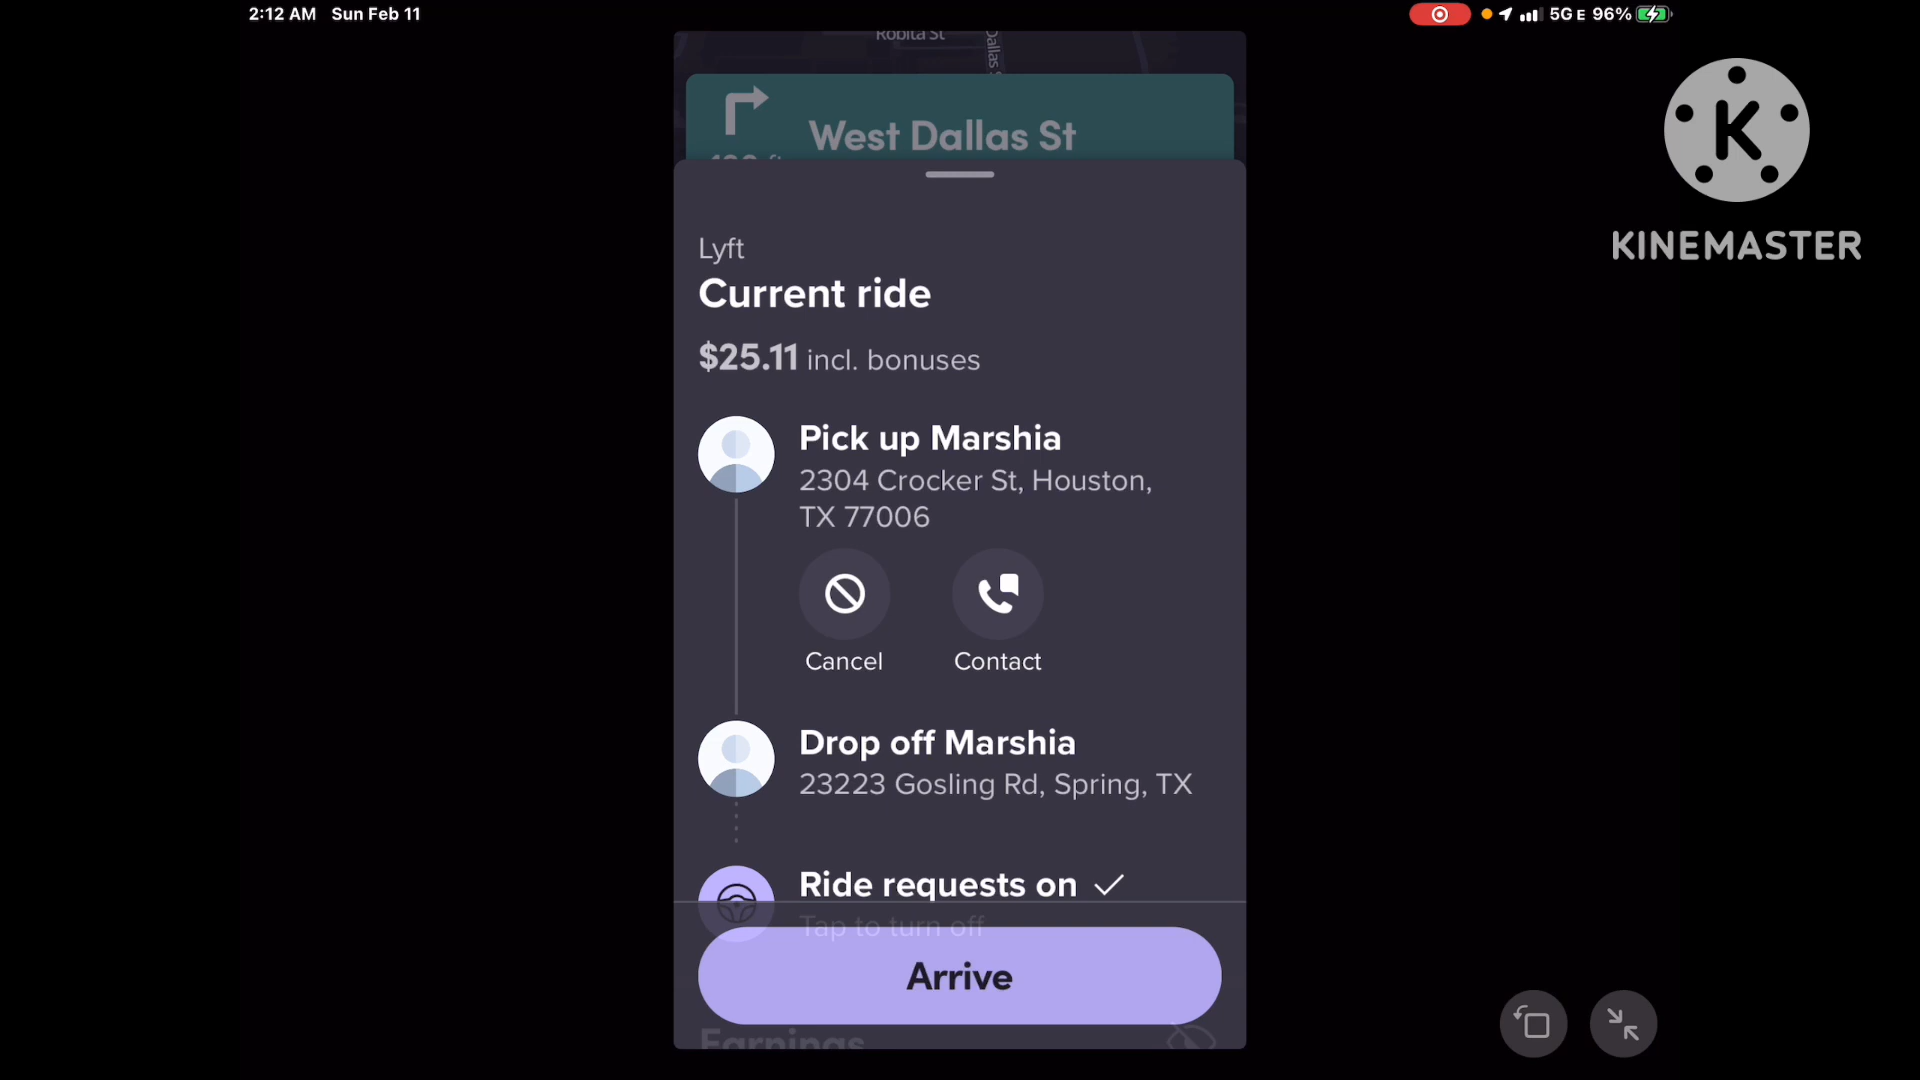 2:12 AM Sun Feb 11
5G E 96%
Robita St
Dallas S
West Dallas St
KINEMASTER
Lyft
Current ride
$25.11 incl. bonuses
Pick up Marshia
2304 Crocker St, Houston,
TX 77006
Cancel Contact
Drop off Marshia
23223 Gosling Rd, Spring, TX
Ride requests on
Tap to turn off
Arrive
Earnings